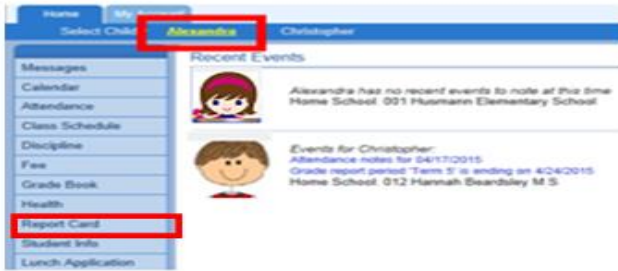 Home My Account
Select Child Alexandra Christopher
Recent Events
Messages
Calendar
Attendance
Class Schedule
Discipline
Fee
Grade Book
Health
Report Card
Student Info
Lunch Application
Alexandra has no recent events to note at this time
Home School: 001 Husmann Elementary School
Events for Christopher:
Attendance notes for 04/17/2015
Grade report period 'Term 5' is ending on 4/24/2015
Home School: 012 Hannah Beardsley M S